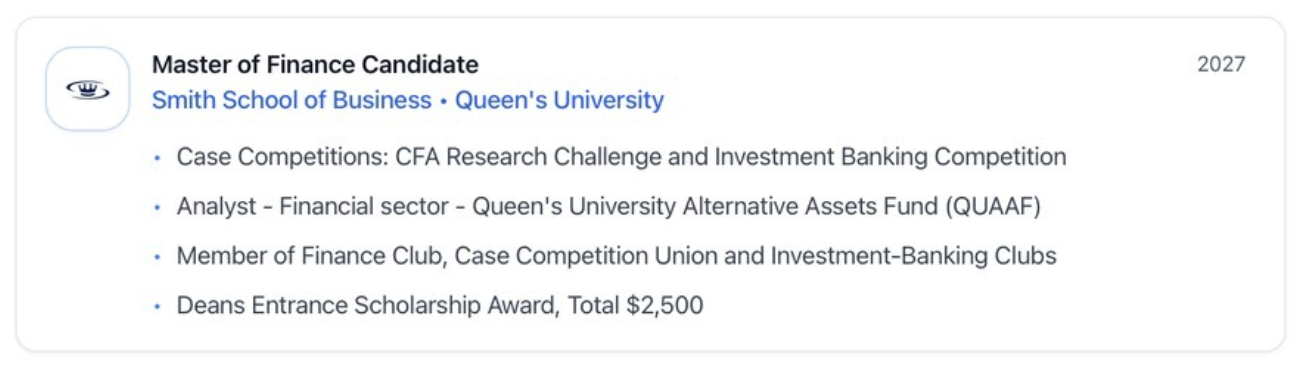 Master of Finance Candidate
2027
Smith School of Business • Queen's University
• Case Competitions: CFA Research Challenge and Investment Banking Competition
• Analyst - Financial sector - Queen's University Alternative Assets Fund (QUAAF)
• Member of Finance Club, Case Competition Union and Investment-Banking Clubs
• Deans Entrance Scholarship Award, Total $2,500